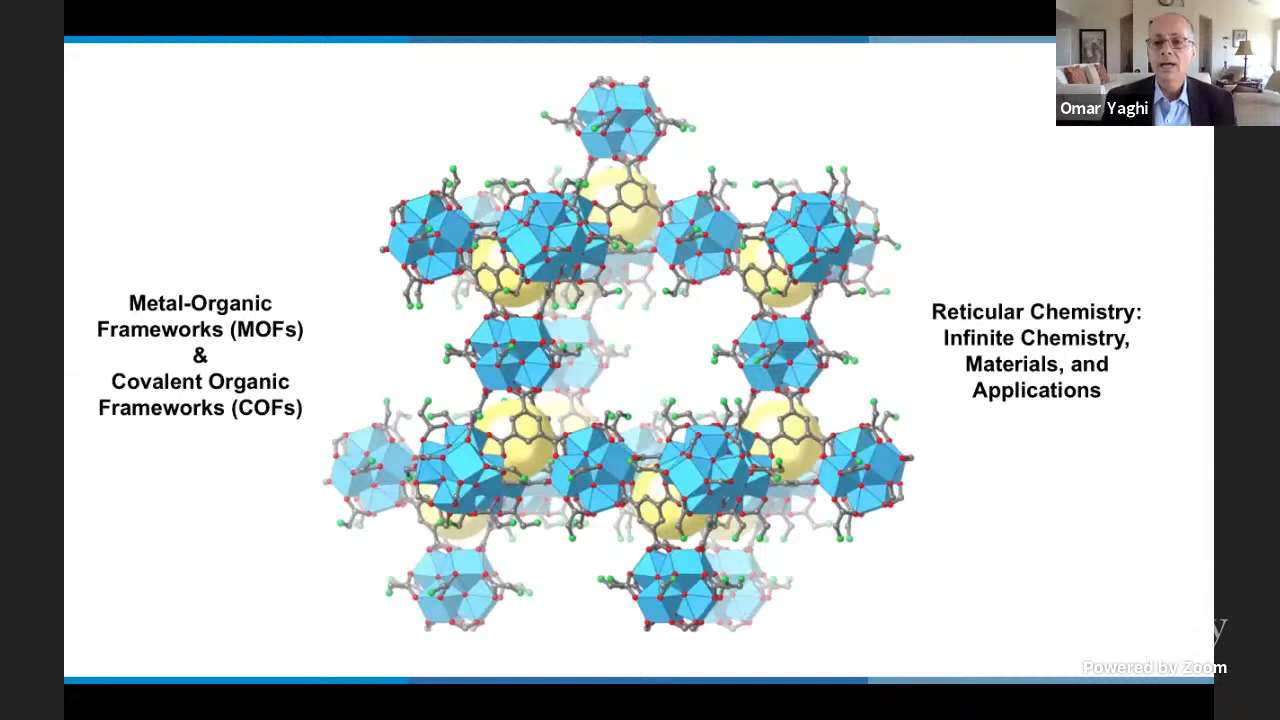 Omar Yaghi
Metal-Organic
Frameworks (MOFs)
&
Covalent Organic
Frameworks (COFs)
Reticular Chemistry:
Infinite Chemistry,
Materials, and
Applications
Powered by Zoom